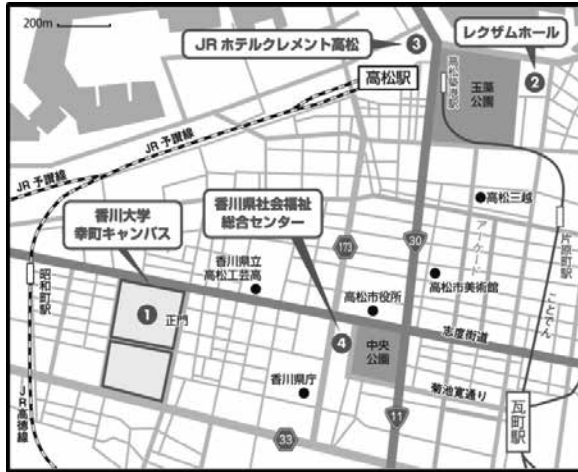 200m
JRホテルクレメント高松
3
レクザムホール
2
高松駅
高松築港駅
玉藻
公園
JR予讃線
JR予讃線
香川大学
幸町キャンパス
香川県社会福祉
総合センター
高松三越
アーケード
片原町駅
ことでん
昭和町駅
香川県立
高松工芸高
173
30
高松市美術館
1
正門
高松市役所
志度街道
4
中央
公園
香川県庁
菊池寛通り
瓦町駅
JR高徳線
33
11